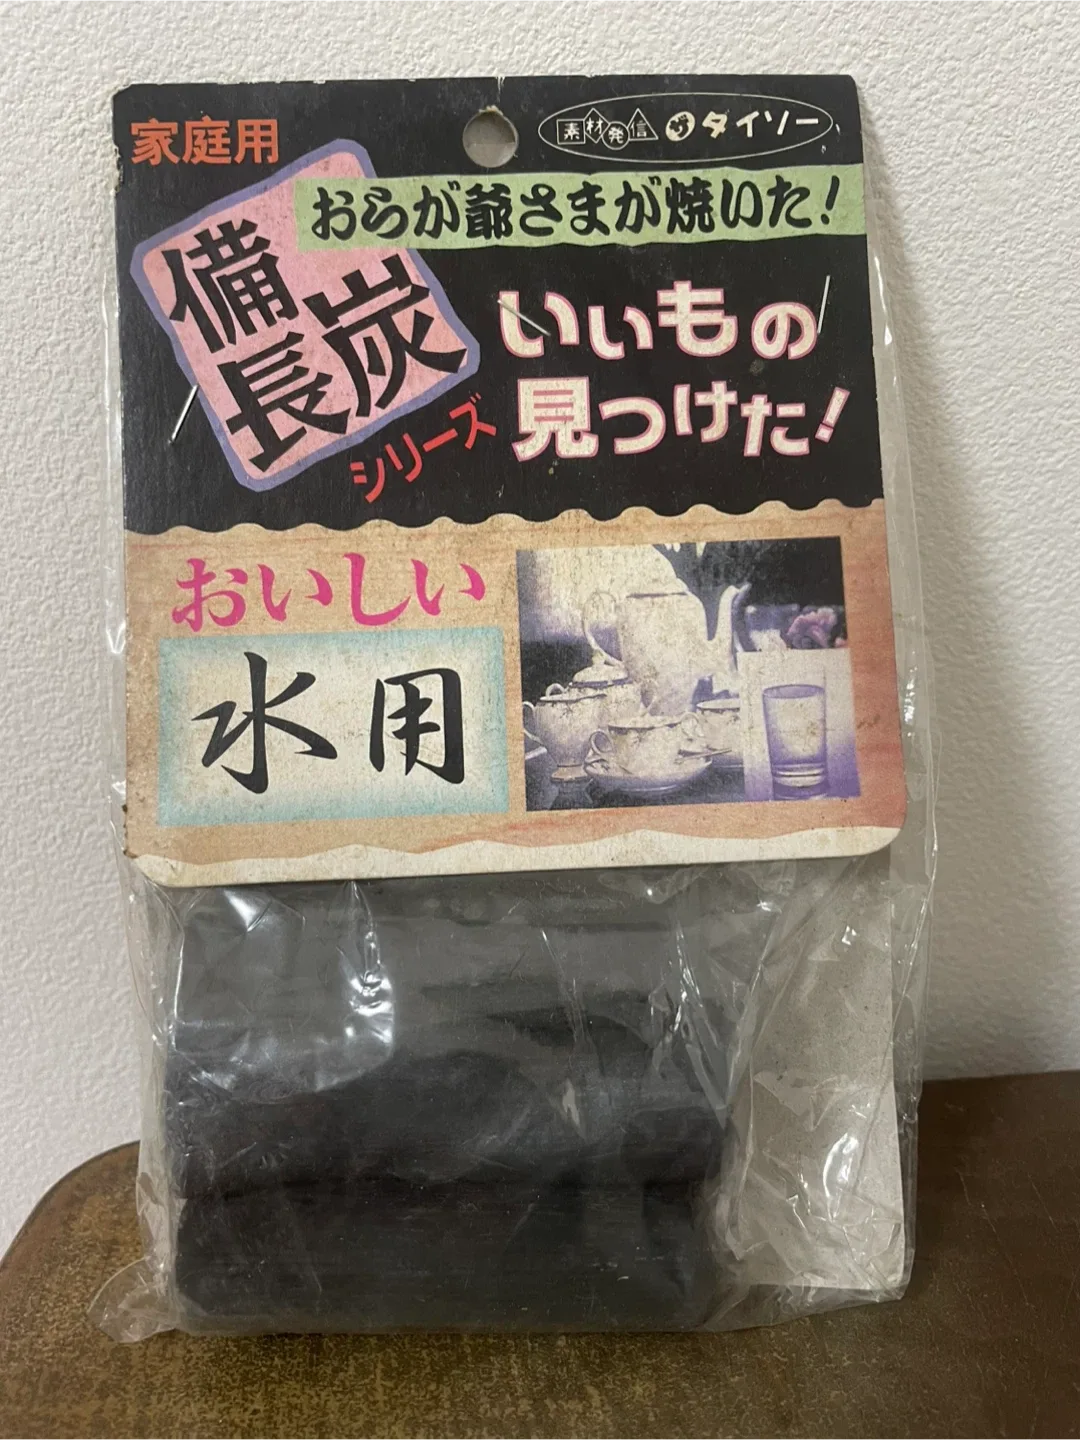 家庭用
素材発信 ザ ダイソー
おらが爺さまが焼いた!
備長炭
シリーズ
いいもの
見つけた!
おいしい
水用